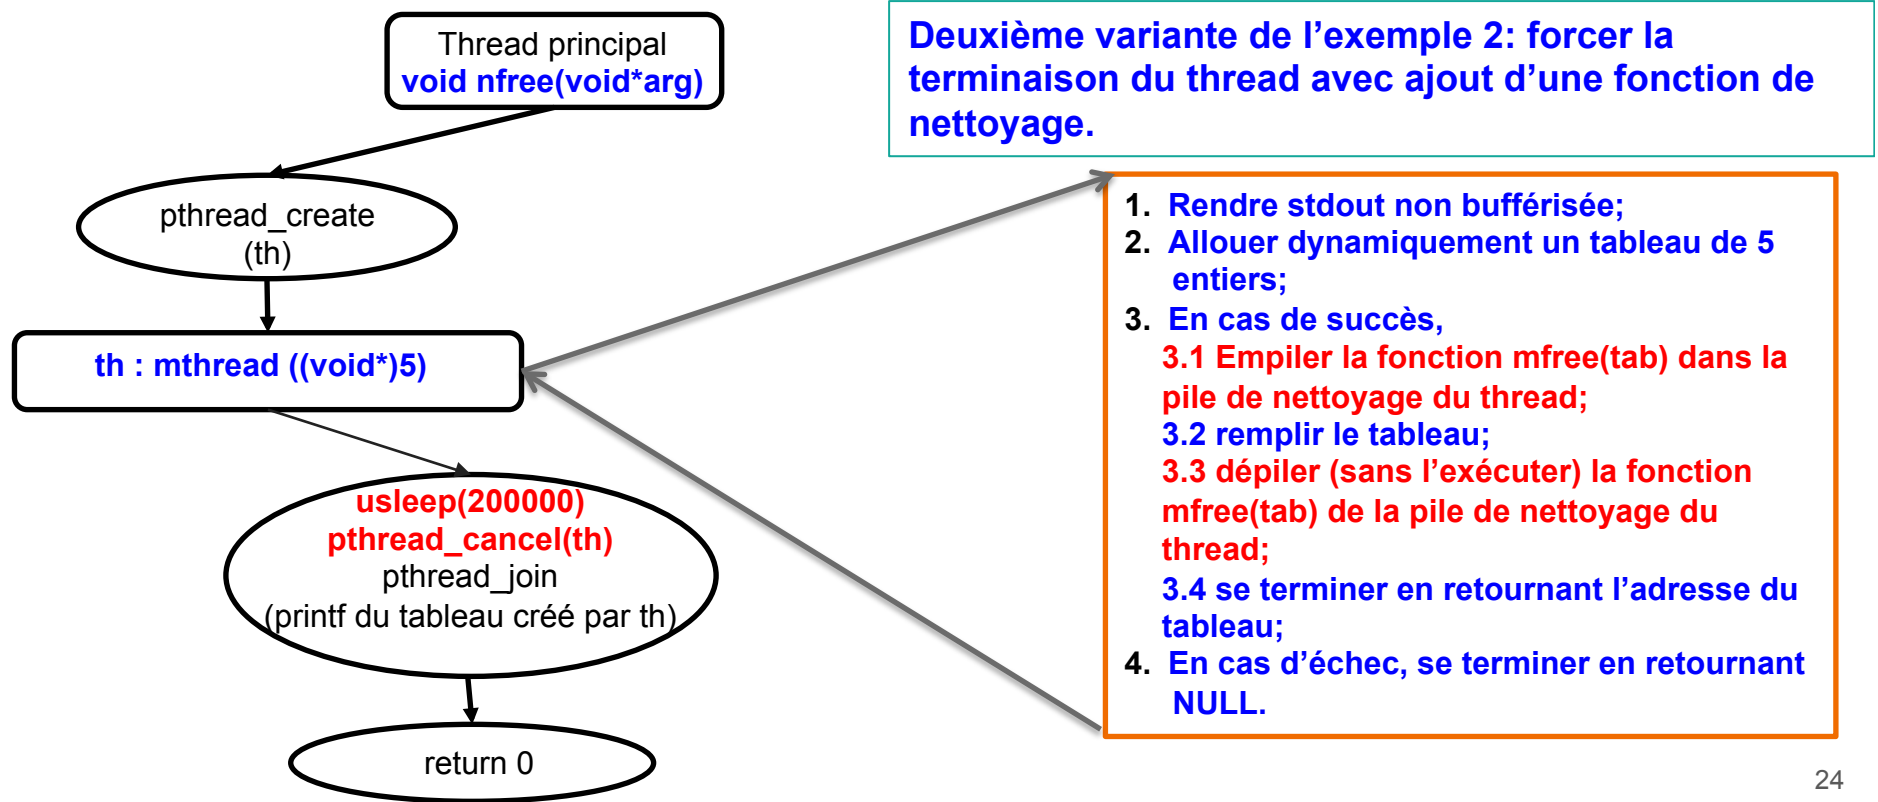 Thread principal
void nfree(void*arg)
Deuxième variante de l’exemple 2: forcer la
terminaison du thread avec ajout d’une fonction de
nettoyage.
pthread_create
(th)
th : mthread ((void*)5)
usleep(200000)
pthread_cancel(th)
pthread_join
(printf du tableau créé par th)
return 0
1. Rendre stdout non bufférisée;
2. Allouer dynamiquement un tableau de 5
entiers;
3. En cas de succès,
3.1 Empiler la fonction mfree(tab) dans la
pile de nettoyage du thread;
3.2 remplir le tableau;
3.3 dépiler (sans l’exécuter) la fonction
mfree(tab) de la pile de nettoyage du
thread;
3.4 se terminer en retournant l’adresse du
tableau;
4. En cas d’échec, se terminer en retournant
NULL.
24